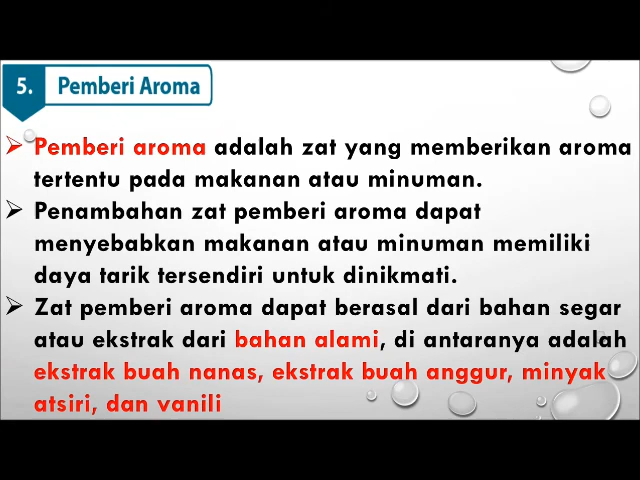 5. Pemberi Aroma
Pemberi aroma adalah zat yang memberikan aroma
tertentu pada makanan atau minuman.
Penambahan zat pemberi aroma dapat
menyebabkan makanan atau minuman memiliki
daya tarik tersendiri untuk dinikmati.
Zat pemberi aroma dapat berasal dari bahan segar
atau ekstrak dari bahan alami, di antaranya adalah
ekstrak buah nanas, ekstrak buah anggur, minyak
atsiri, dan vanili